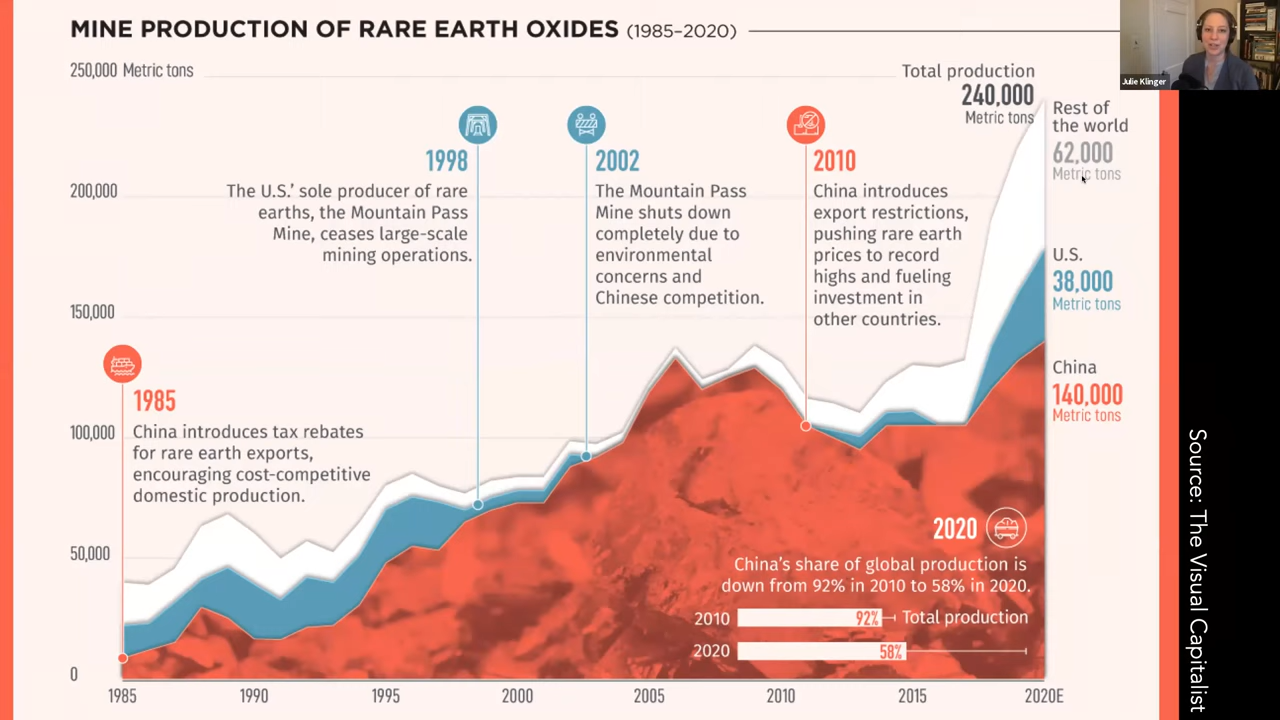 MINE PRODUCTION OF RARE EARTH OXIDES (1985–2020)
Julie Klinger
250,000 Metric tons
200,000
150,000
100,000
50,000
0
1985
China introduces tax rebates
for rare earth exports,
encouraging cost-competitive
domestic production.
1998
The U.S.’ sole producer of rare
earths, the Mountain Pass
Mine, ceases large-scale
mining operations.
2002
The Mountain Pass
Mine shuts down
completely due to
environmental
concerns and
Chinese competition.
2010
China introduces
export restrictions,
pushing rare earth
prices to record
highs and fueling
investment in
other countries.
Total production
240,000
Metric tons
Rest of
the world
62,000
Metric tons
U.S.
38,000
Metric tons
China
140,000
Metric tons
2020
China’s share of global production is
down from 92% in 2010 to 58% in 2020.
2010 92% Total production
2020 58%
1985 1990 1995 2000 2005 2010 2015 2020E
Source: The Visual Capitalist